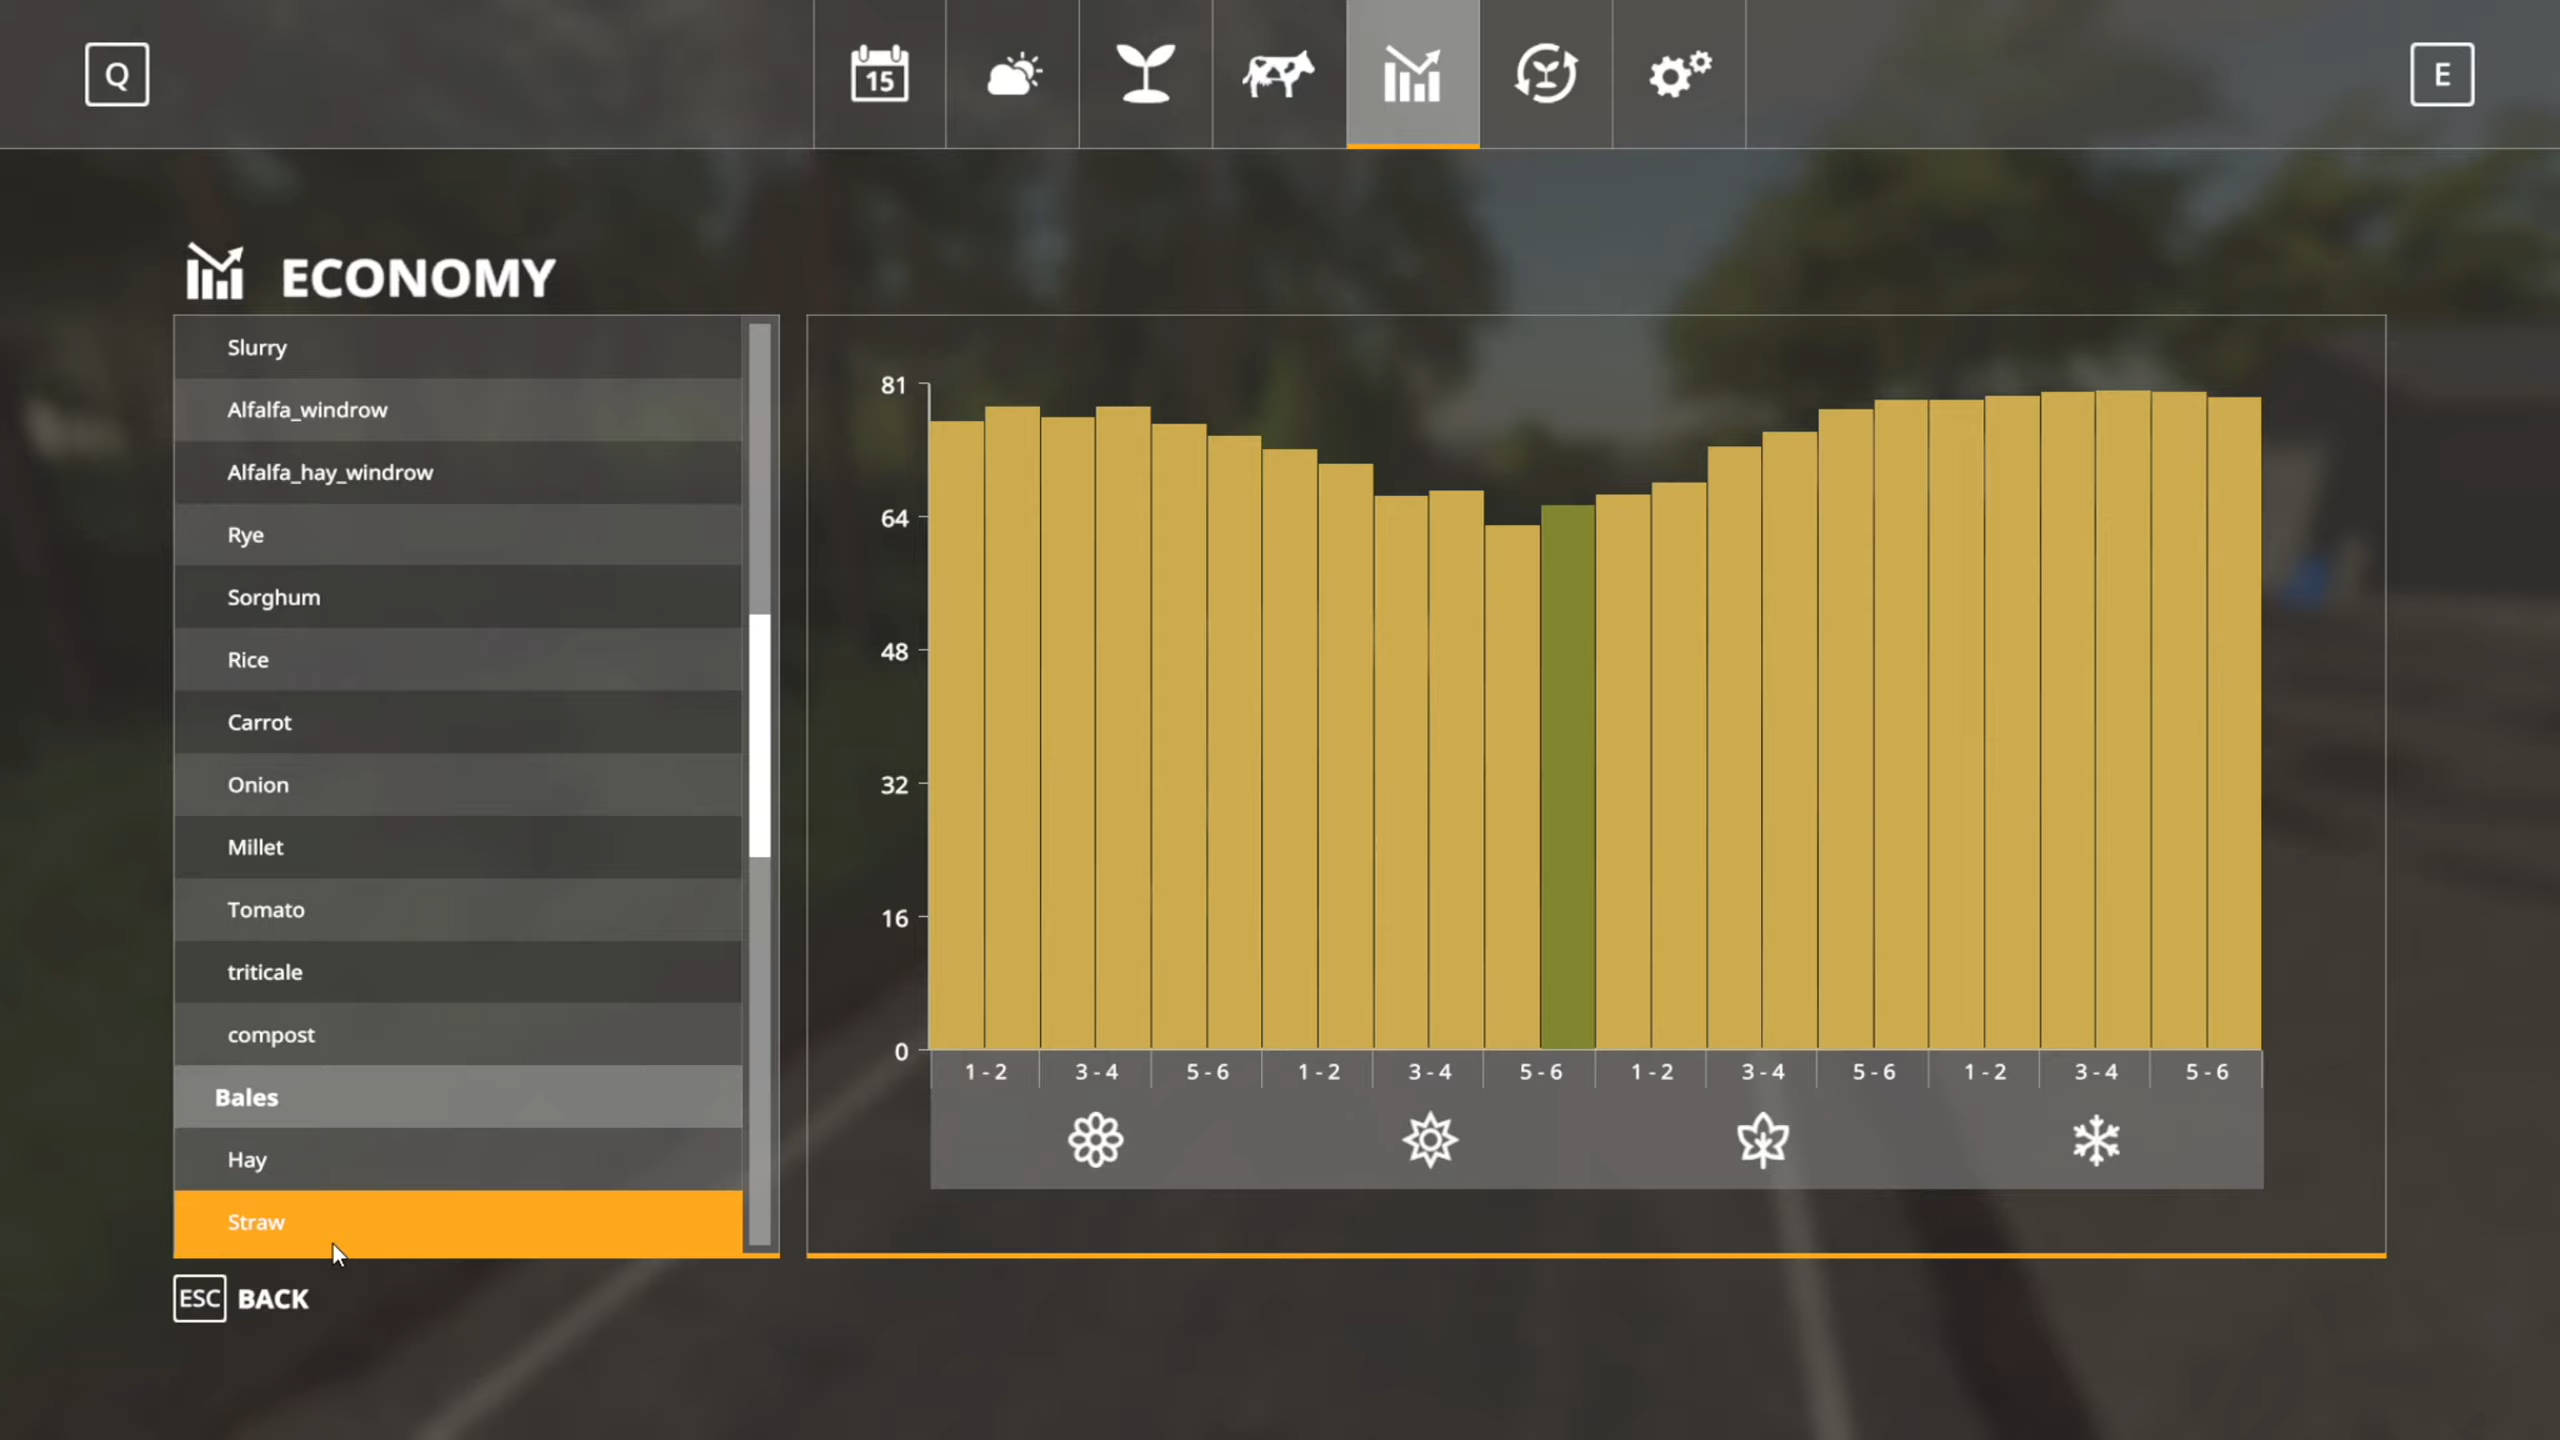 Q
15
E
ECONOMY
Slurry
Alfalfa_windrow
Alfalfa_hay_windrow
Rye
Sorghum
Rice
Carrot
Onion
Millet
Tomato
triticale
compost
Bales
Hay
Straw
81
64
48
32
16
0
1 - 2 3 - 4 5 - 6 1 - 2 3 - 4 5 - 6 1 - 2 3 - 4 5 - 6 1 - 2 3 - 4 5 - 6
ESC BACK